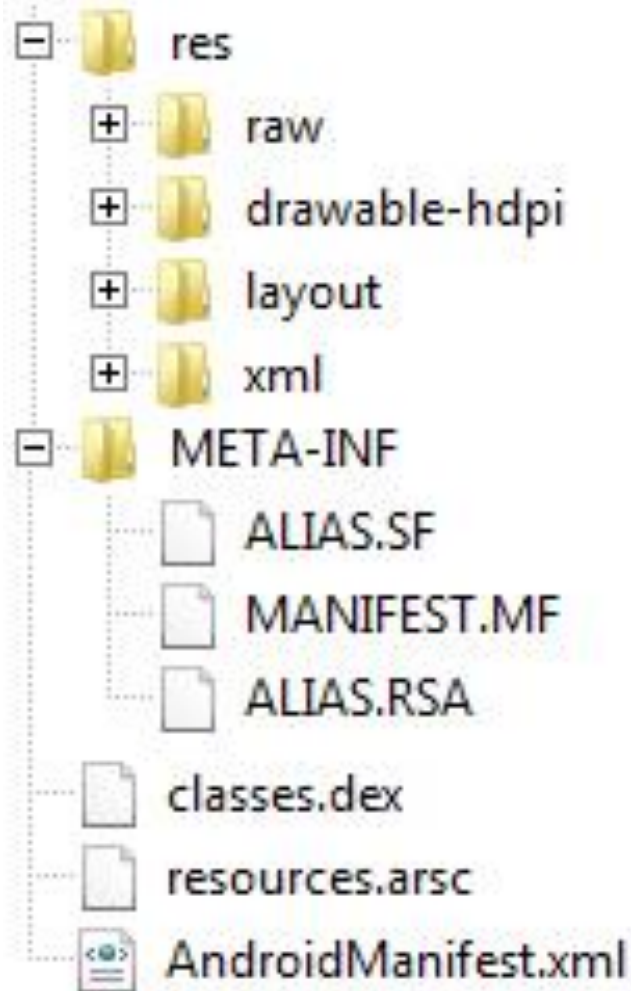 res
raw
drawable-hdpi
layout
xml
META-INF
ALIAS.SF
MANIFEST.MF
ALIAS.RSA
classes.dex
resources.arsc
AndroidManifest.xml